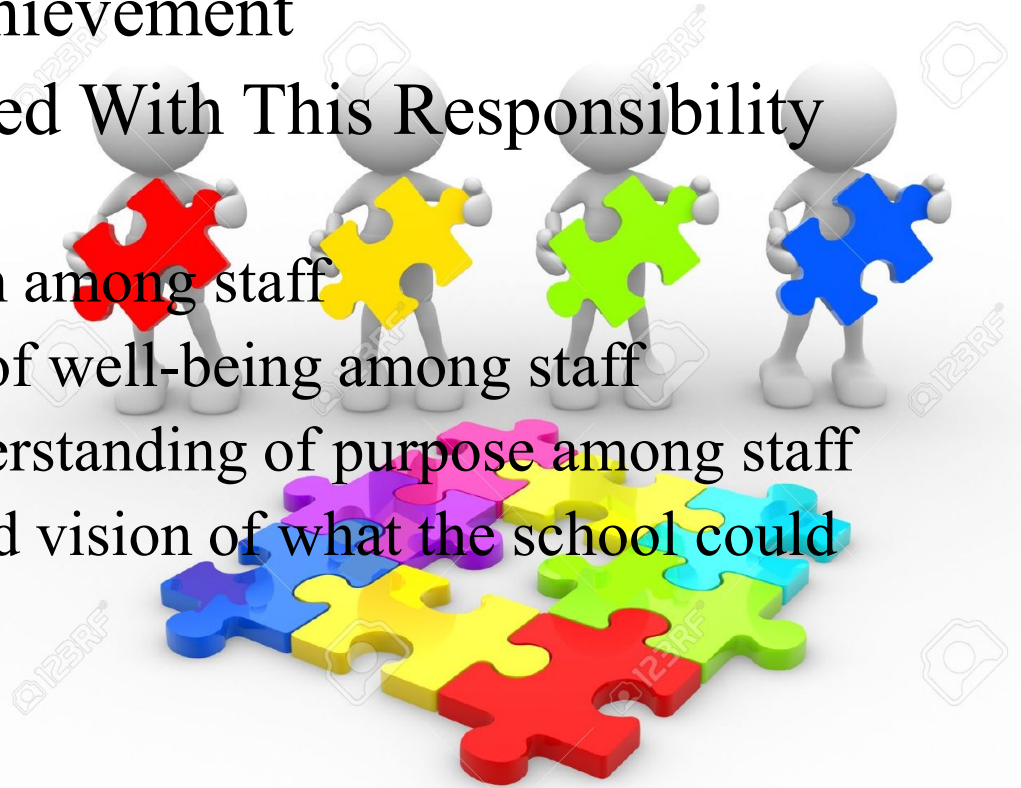 hievement
ed With This Responsibility
n among staff
of well-being among staff
erstanding of purpose among staff
d vision of what the school could